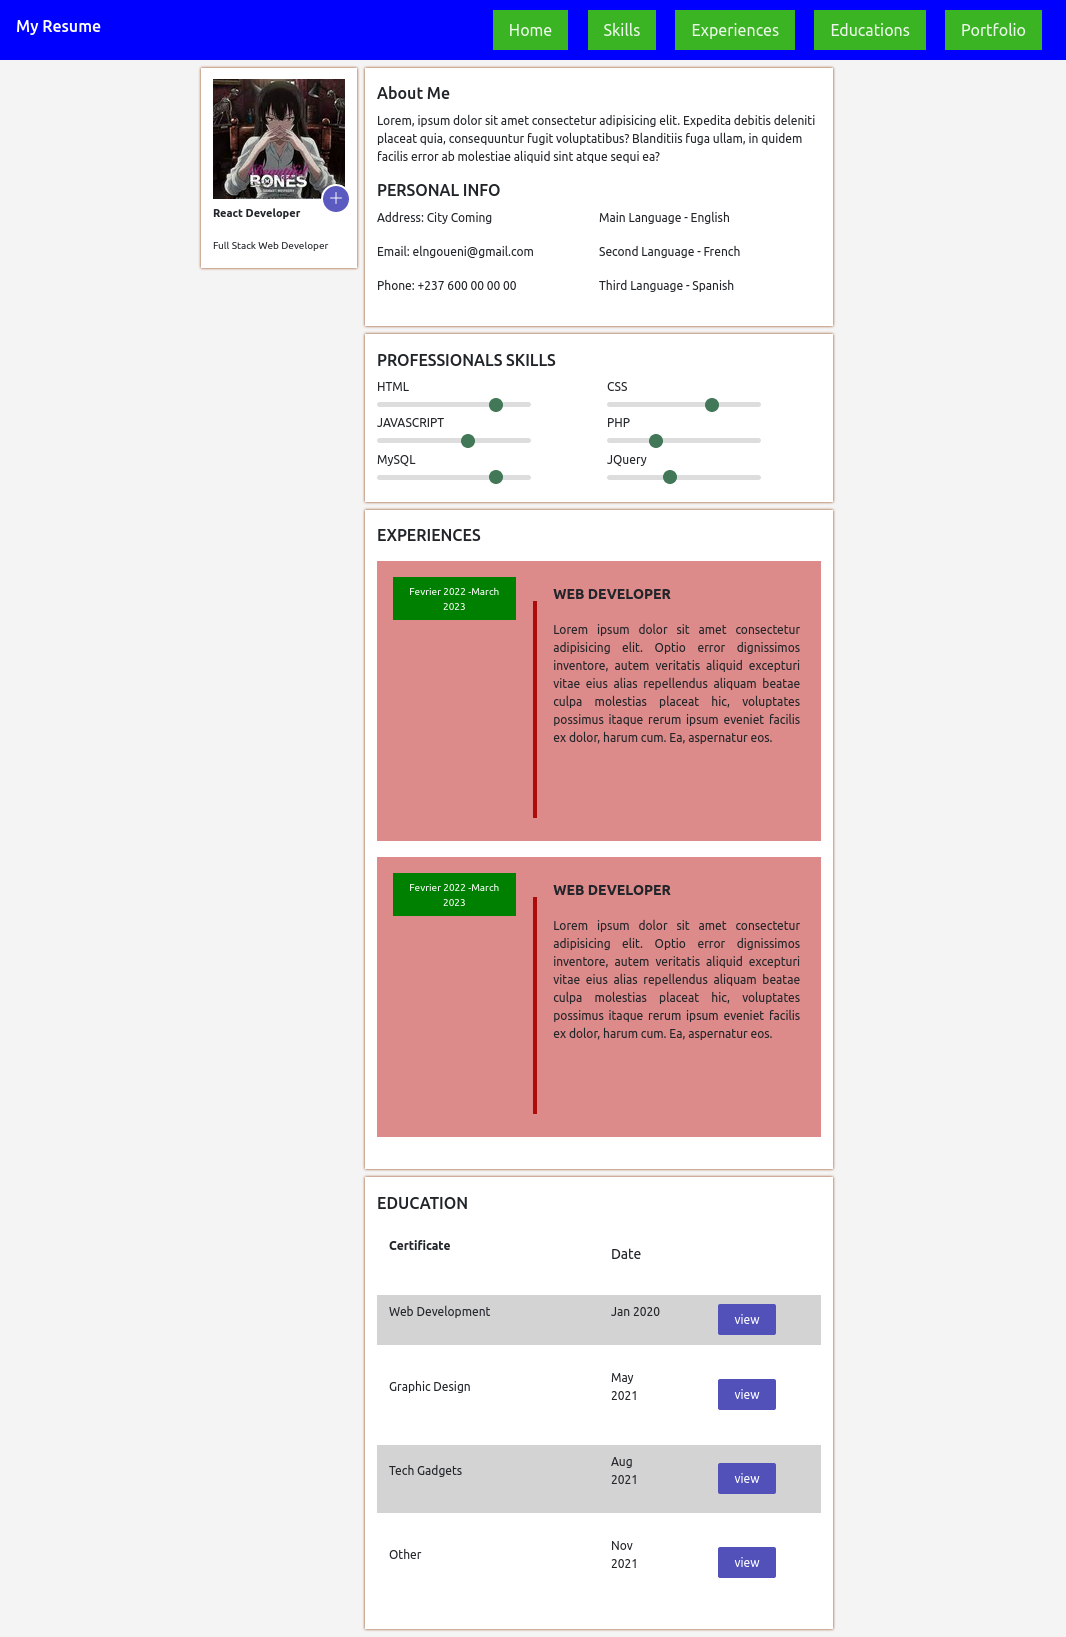 My Resume
Home
Skills
Experiences
Educations
Portfolio
BONES
React Developer
Full Stack Web Developer
About Me
Lorem, ipsum dolor sit amet consectetur adipisicing elit. Expedita debitis deleniti
placeat quia, consequuntur fugit voluptatibus? Blanditiis fuga ullam, in quidem
facilis error ab molestiae aliquid sint atque sequi ea?
PERSONAL INFO
Address: City Coming
Main Language - English
Email: elngoueni@gmail.com
Second Language - French
Phone: +237 600 00 00 00
Third Language - Spanish
PROFESSIONALS SKILLS
HTML
CSS
JAVASCRIPT
PHP
MySQL
JQuery
EXPERIENCES
Fevrier 2022 -March
2023
WEB DEVELOPER
Lorem ipsum dolor sit amet consectetur
adipisicing elit. Optio error dignissimos
inventore, autem veritatis aliquid excepturi
vitae eius alias repellendus aliquam beatae
culpa molestias placeat hic, voluptates
possimus itaque rerum ipsum eveniet facilis
ex dolor, harum cum. Ea, aspernatur eos.
Fevrier 2022 -March
2023
WEB DEVELOPER
Lorem ipsum dolor sit amet consectetur
adipisicing elit. Optio error dignissimos
inventore, autem veritatis aliquid excepturi
vitae eius alias repellendus aliquam beatae
culpa molestias placeat hic, voluptates
possimus itaque rerum ipsum eveniet facilis
ex dolor, harum cum. Ea, aspernatur eos.
EDUCATION
Certificate
Date
Web Development
Jan 2020
view
Graphic Design
May
2021
view
Tech Gadgets
Aug
2021
view
Other
Nov
2021
view